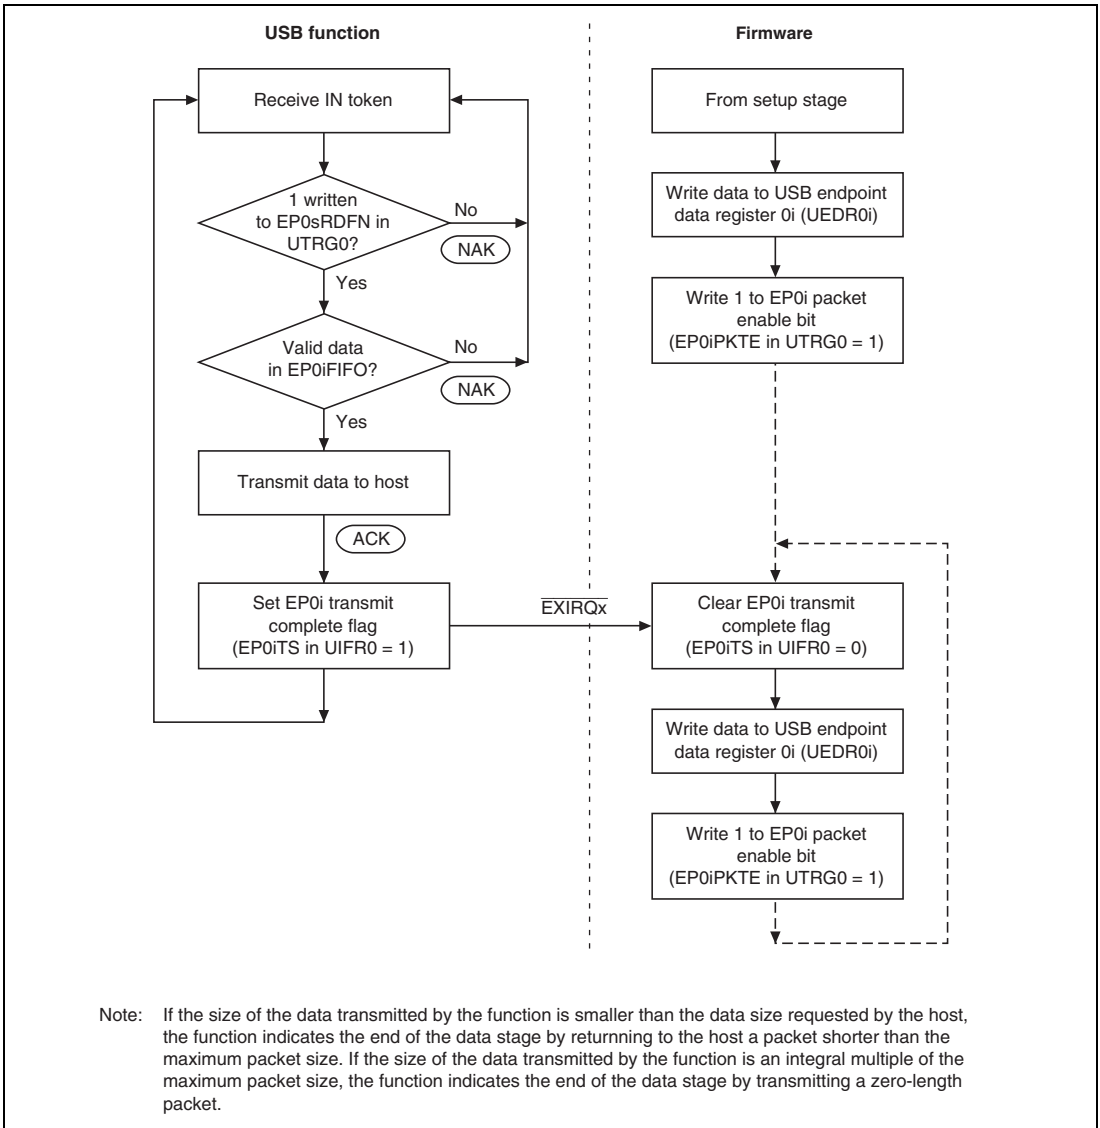 USB function
Firmware
Receive IN token
1 written
to EP0sRDFN in
UTRG0?
No
NAK
Yes
Valid data
in EP0iFIFO?
No
NAK
Yes
Transmit data to host
ACK
Set EP0i transmit
complete flag
(EP0iTS in UIFR0 = 1)
EXIRQx
From setup stage
Write data to USB endpoint
data register 0i (UEDR0i)
Write 1 to EP0i packet
enable bit
(EP0iPKTE in UTRG0 = 1)
Clear EP0i transmit
complete flag
(EP0iTS in UIFR0 = 0)
Write data to USB endpoint
data register 0i (UEDR0i)
Write 1 to EP0i packet
enable bit
(EP0iPKTE in UTRG0 = 1)
Note: If the size of the data transmitted by the function is smaller than the data size requested by the host,
the function indicates the end of the data stage by returnning to the host a packet shorter than the
maximum packet size. If the size of the data transmitted by the function is an integral multiple of the
maximum packet size, the function indicates the end of the data stage by transmitting a zero-length
packet.